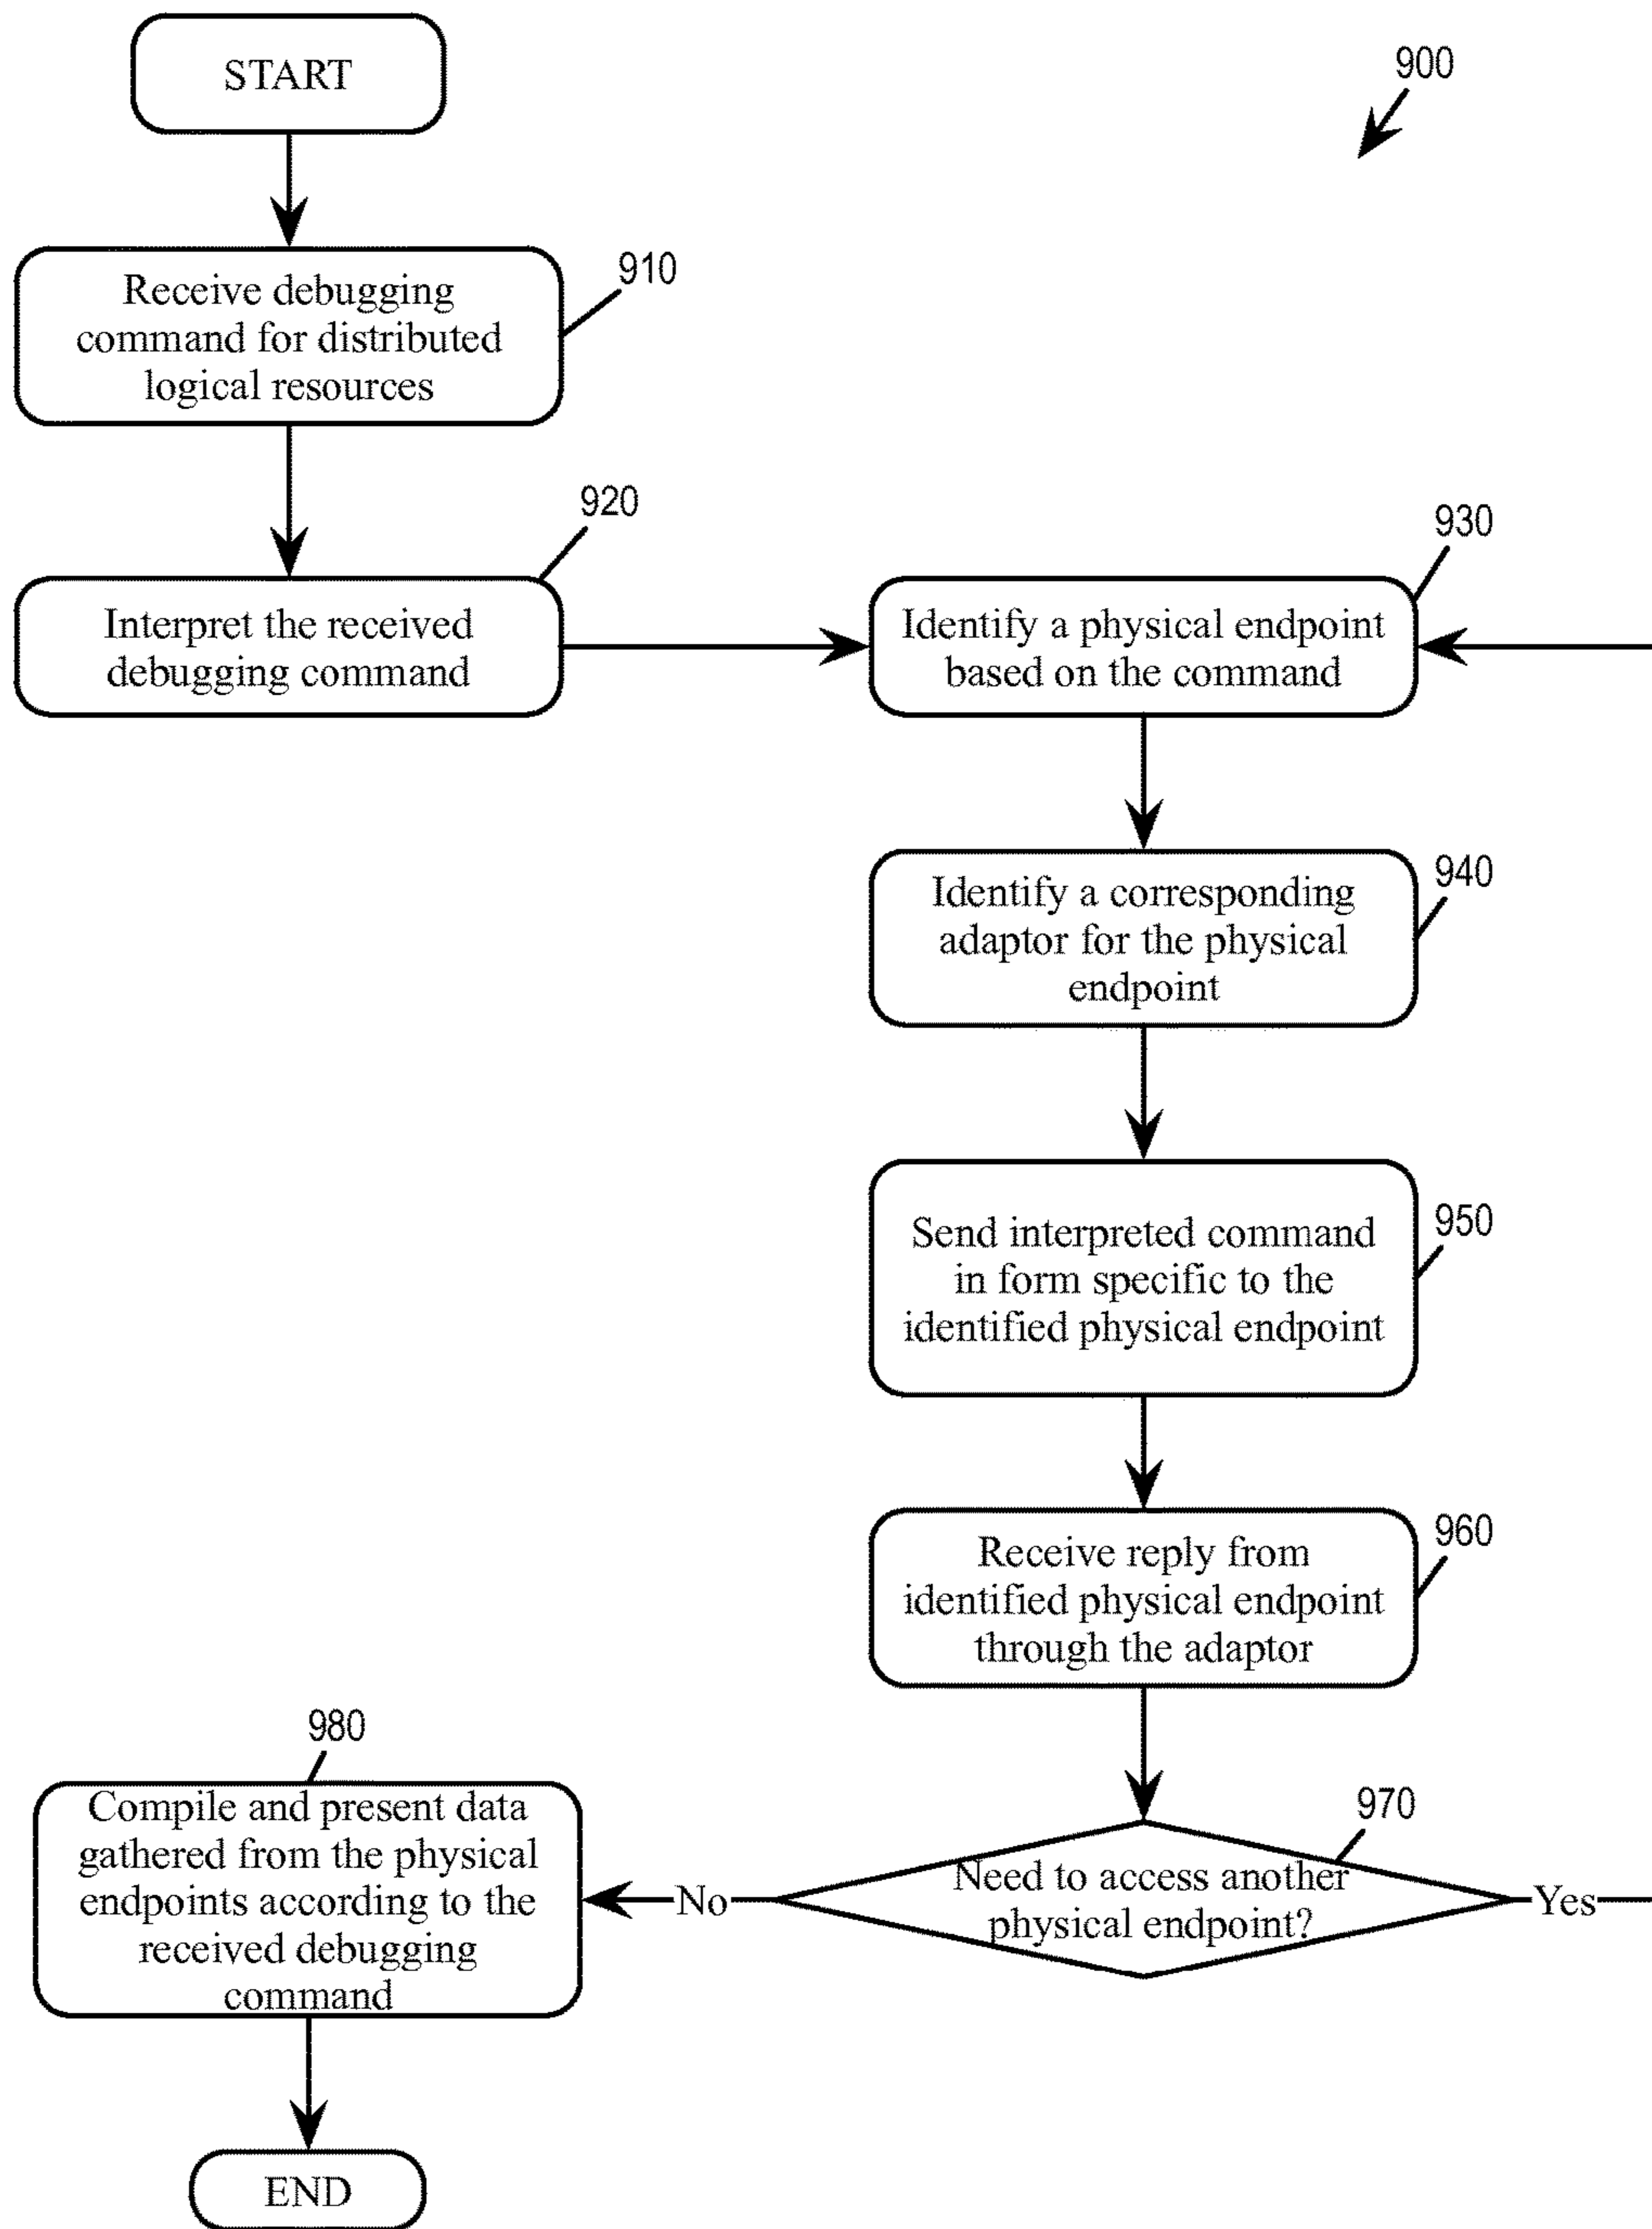 START
900
Receive debugging
command for distributed
logical resources
910
Interpret the received
debugging command
920
Identify a physical endpoint
based on the command
930
Identify a corresponding
adaptor for the physical
endpoint
940
Send interpreted command
in form specific to the
identified physical endpoint
950
Receive reply from
identified physical endpoint
through the adaptor
960
Need to access another
physical endpoint?
970
Yes
No
980
Compile and present data
gathered from the physical
endpoints according to the
received debugging
command
END